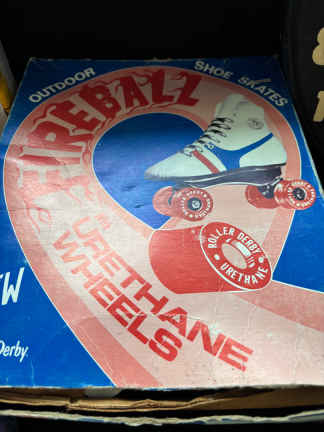 OUTDOOR
SHOE SKATES
FIREBALL
URETHANE
WHEELS
ROLLER DERBY
URETHANE
W
Derby